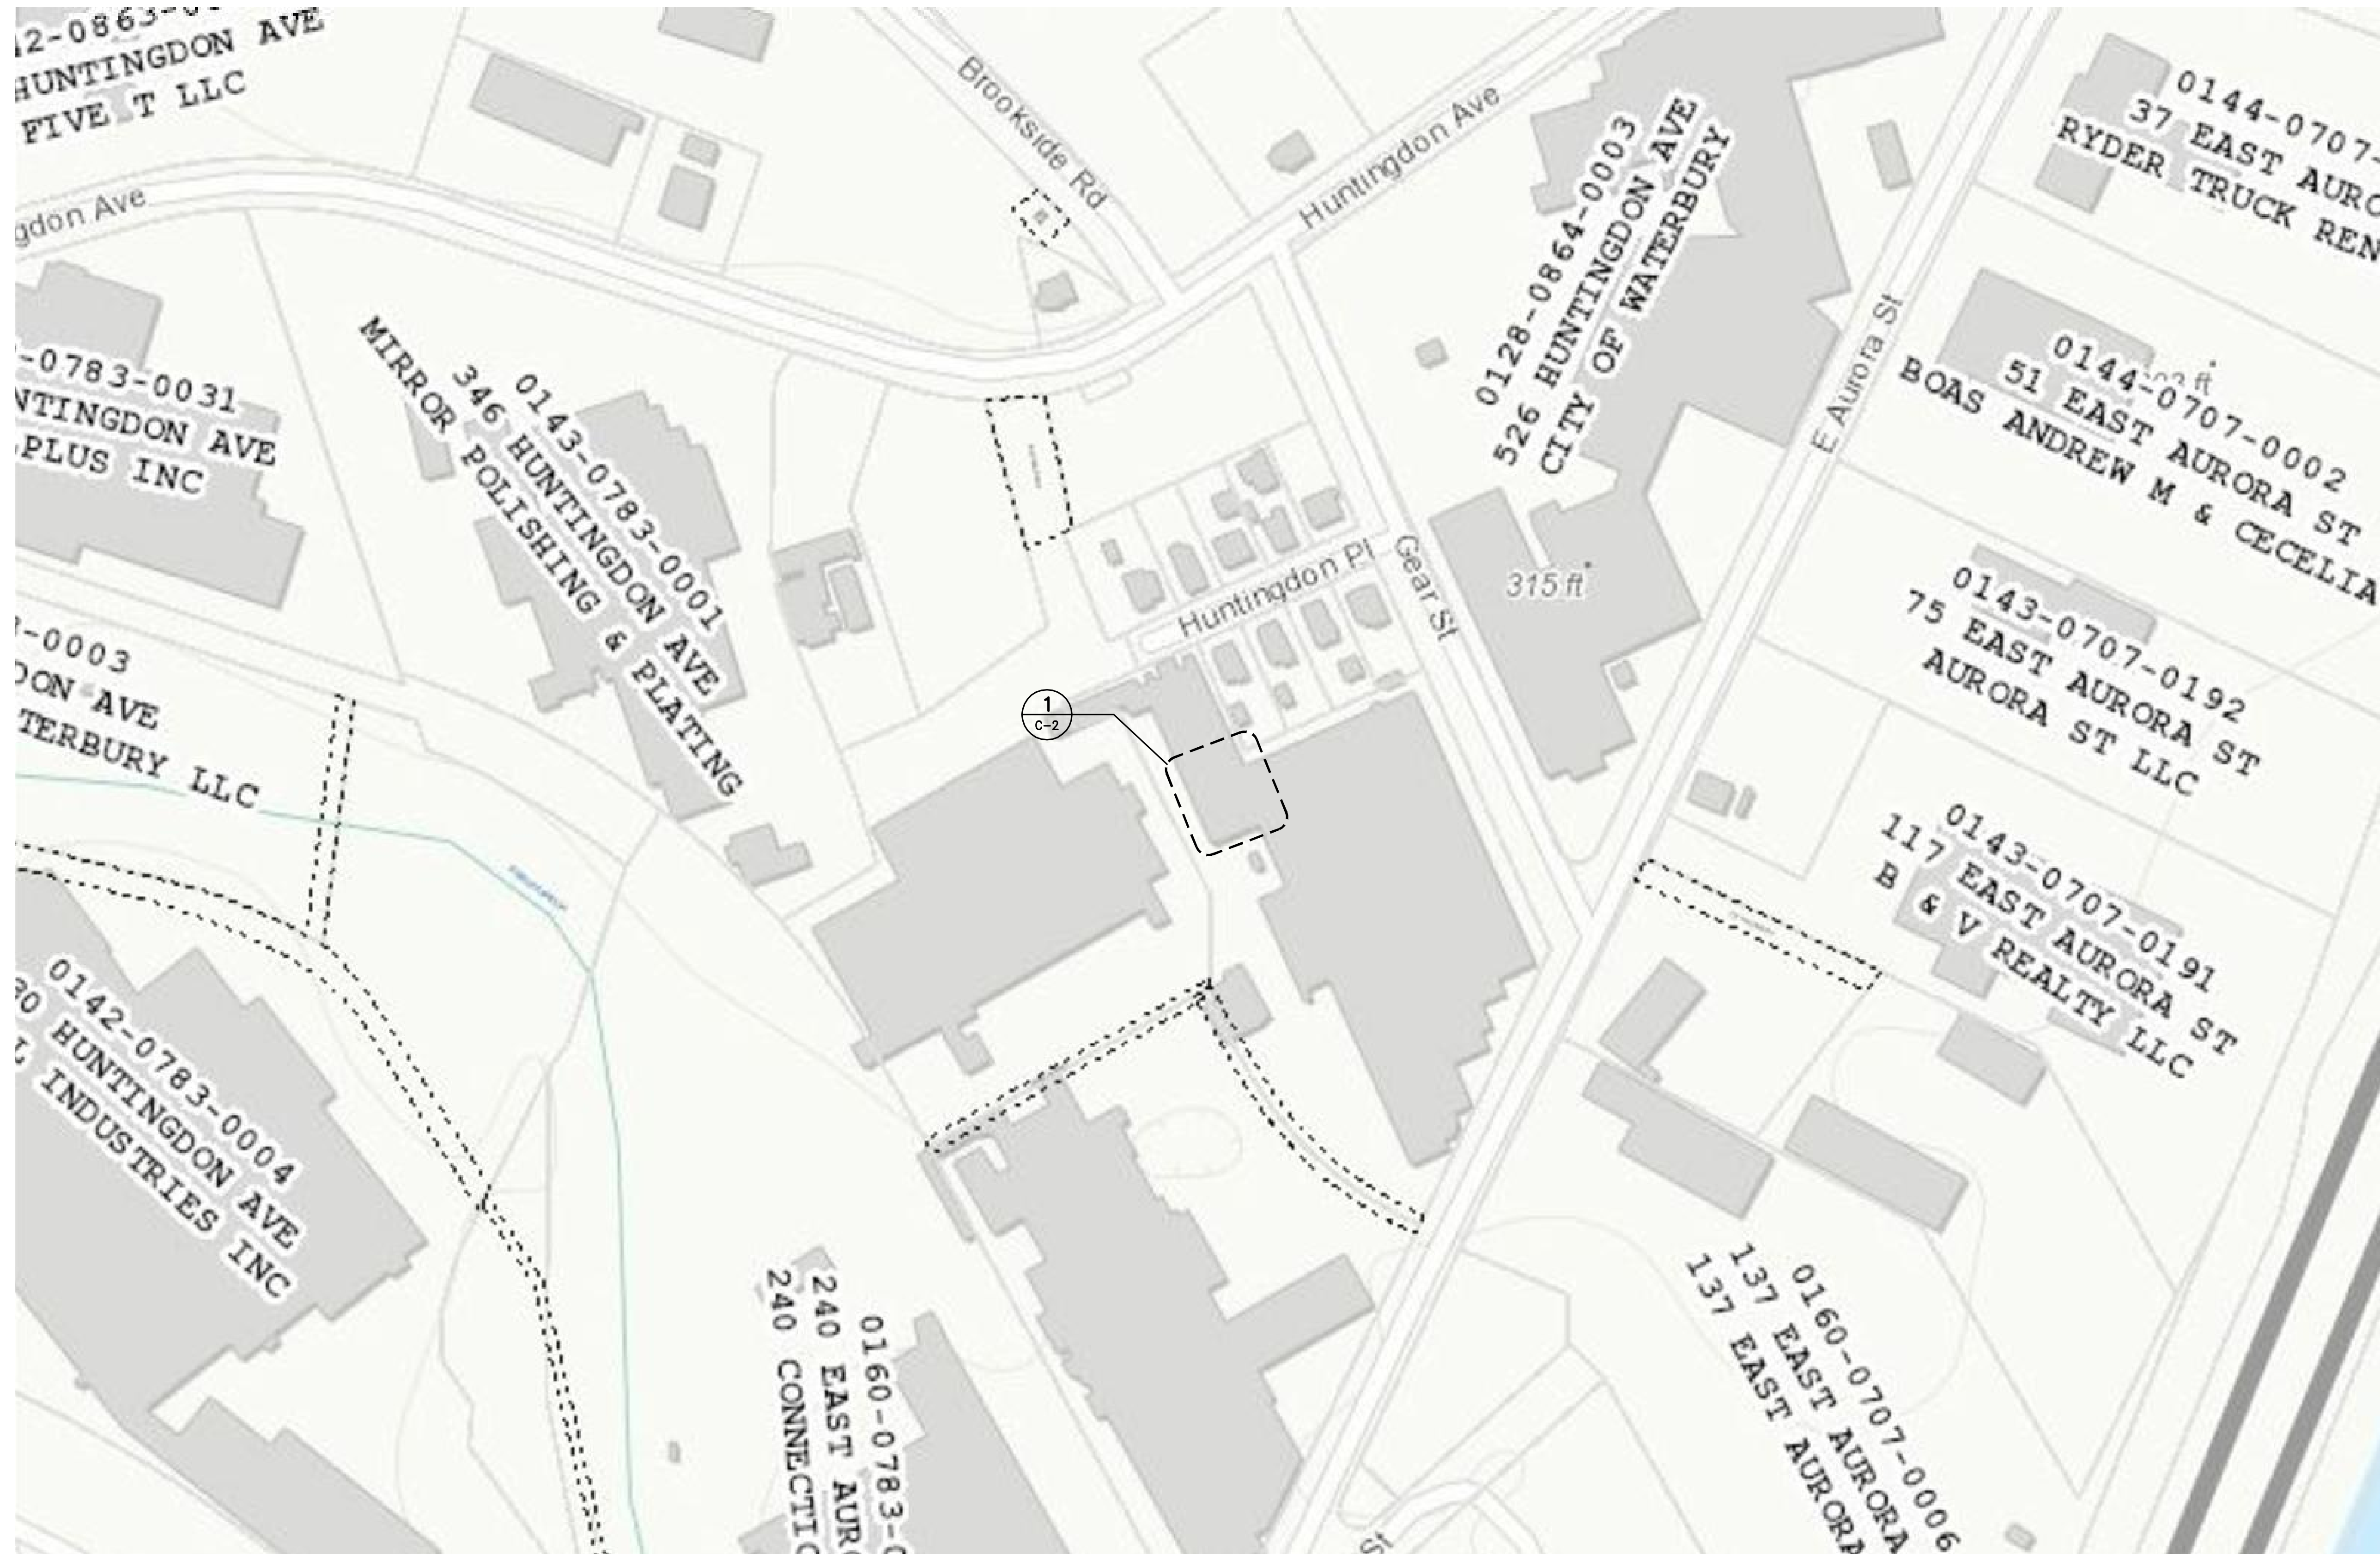 HUNTINGDON AVE
FIVE T LLC
Brookside Rd
Huntingdon Ave
0144-0707-
37 EAST AURO
RYDER TRUCK REN
gdon Ave
0128-0864-0003
526 HUNTINGDON AVE
CITY OF WATERBURY
E Aurora St
-0783-0031
NTINGDON AVE
PLUS INC
0143-0783-0001
346 HUNTINGDON AVE
MIRROR POLISHING & PLATING
0144-0707-0002
51 EAST AURORA ST
BOAS ANDREW M & CECELIA
Huntingdon Pl
Gear St
315 ft
0143-0707-0192
75 EAST AURORA ST
AURORA ST LLC
-0003
DON AVE
TERBURY LLC
1
C-2
0143-0707-0191
117 EAST AURORA ST
B & V REALTY LLC
0142-0783-0004
80 HUNTINGDON AVE
L INDUSTRIES INC
0160-0783-0
240 EAST AURO
240 CONNECTIC
0160-0707-0006
137 EAST AURORA
137 EAST AURORA